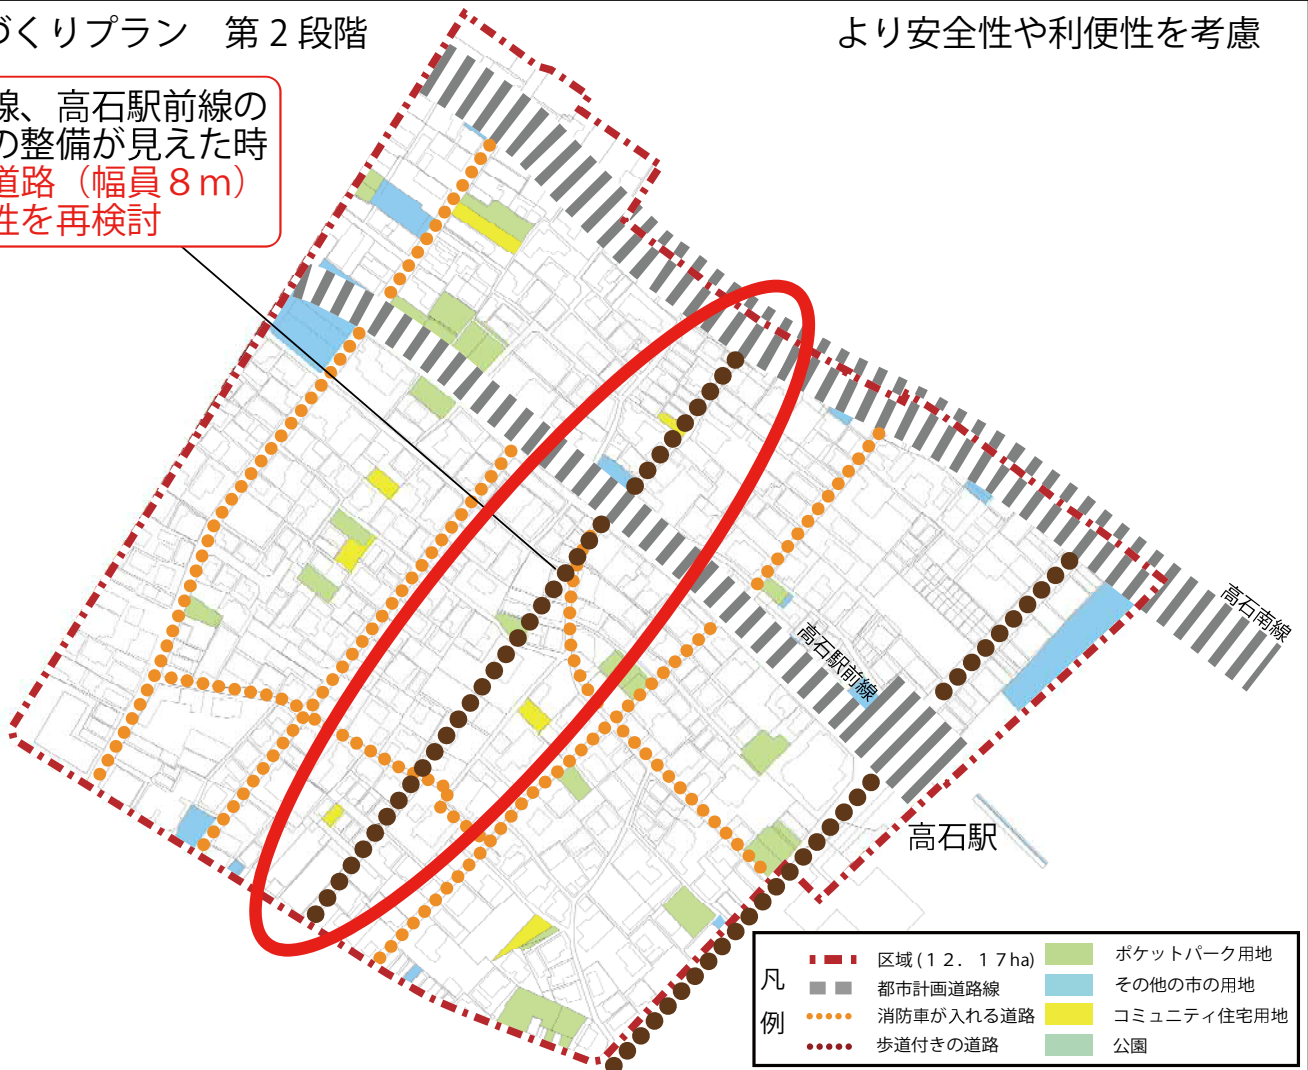 づくりプラン　第２段階
より安全性や利便性を考慮
線、高石駅前線の
の整備が見えた時
道路（幅員８ｍ）
性を再検討
高石南線
高石駅前線
高石駅
凡例
区域(１２．１７ha)
都市計画道路線
消防車が入れる道路
歩道付きの道路
ポケットパーク用地
その他の市の用地
コミュニティ住宅用地
公園